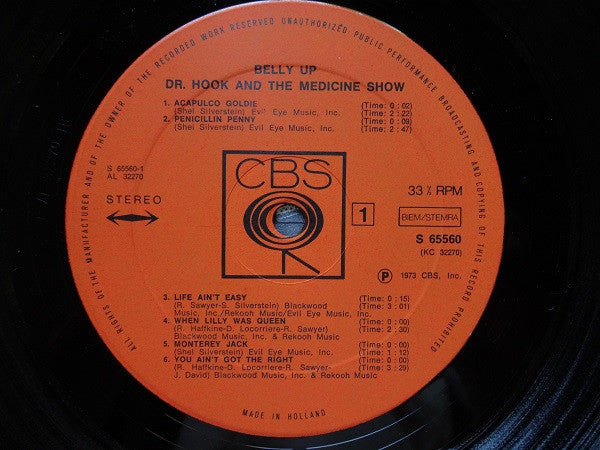 ALL RIGHTS OF THE MANUFACTURER AND OF THE OWNER OF THE RECORDED WORK RESERVED UNAUTHORIZED PUBLIC PERFORMANCE BROADCASTING AND COPYING OF THIS RECORD PROHIBITED
BELLY UP
DR. HOOK AND THE MEDICINE SHOW
1. ACAPULCO GOLDIE (Time: 0 : 02)
(Shel Silverstein) Evil Eye Music, Inc. (Time: 2 : 22)
2. PENICILLIN PENNY (Time: 0 : 09)
(Shel Silverstein) Evil Eye Music, Inc. (Time: 2 : 47)
S 65560-1
AL 32270
STEREO
CBS
1
33⅓ RPM
BIEM/STEMRA
S 65560
(KC 32270)
Ⓟ 1973 CBS, Inc.
3. LIFE AIN'T EASY (Time: 0 : 15)
(R. Sawyer-S. Silverstein) Blackwood (Time: 3 : 01)
Music, Inc./Rekooh Music/Evil Eye Music, Inc.
4. WHEN LILLY WAS QUEEN (Time: 0 : 00)
(R. Haffkine-D. Locorriere-R. Sawyer) (Time: 2 : 30)
Blackwood Music, Inc. & Rekooh Music
5. MONTEREY JACK (Time: 0 : 00)
(Shel Silverstein) Evil Eye Music, Inc. (Time: 1 : 12)
6. YOU AIN'T GOT THE RIGHT (Time: 0 : 00)
(R. Haffkine-D. Locorriere-R. Sawyer- (Time: 3 : 29)
J. David) Blackwood Music, Inc. & Rekooh Music
MADE IN HOLLAND